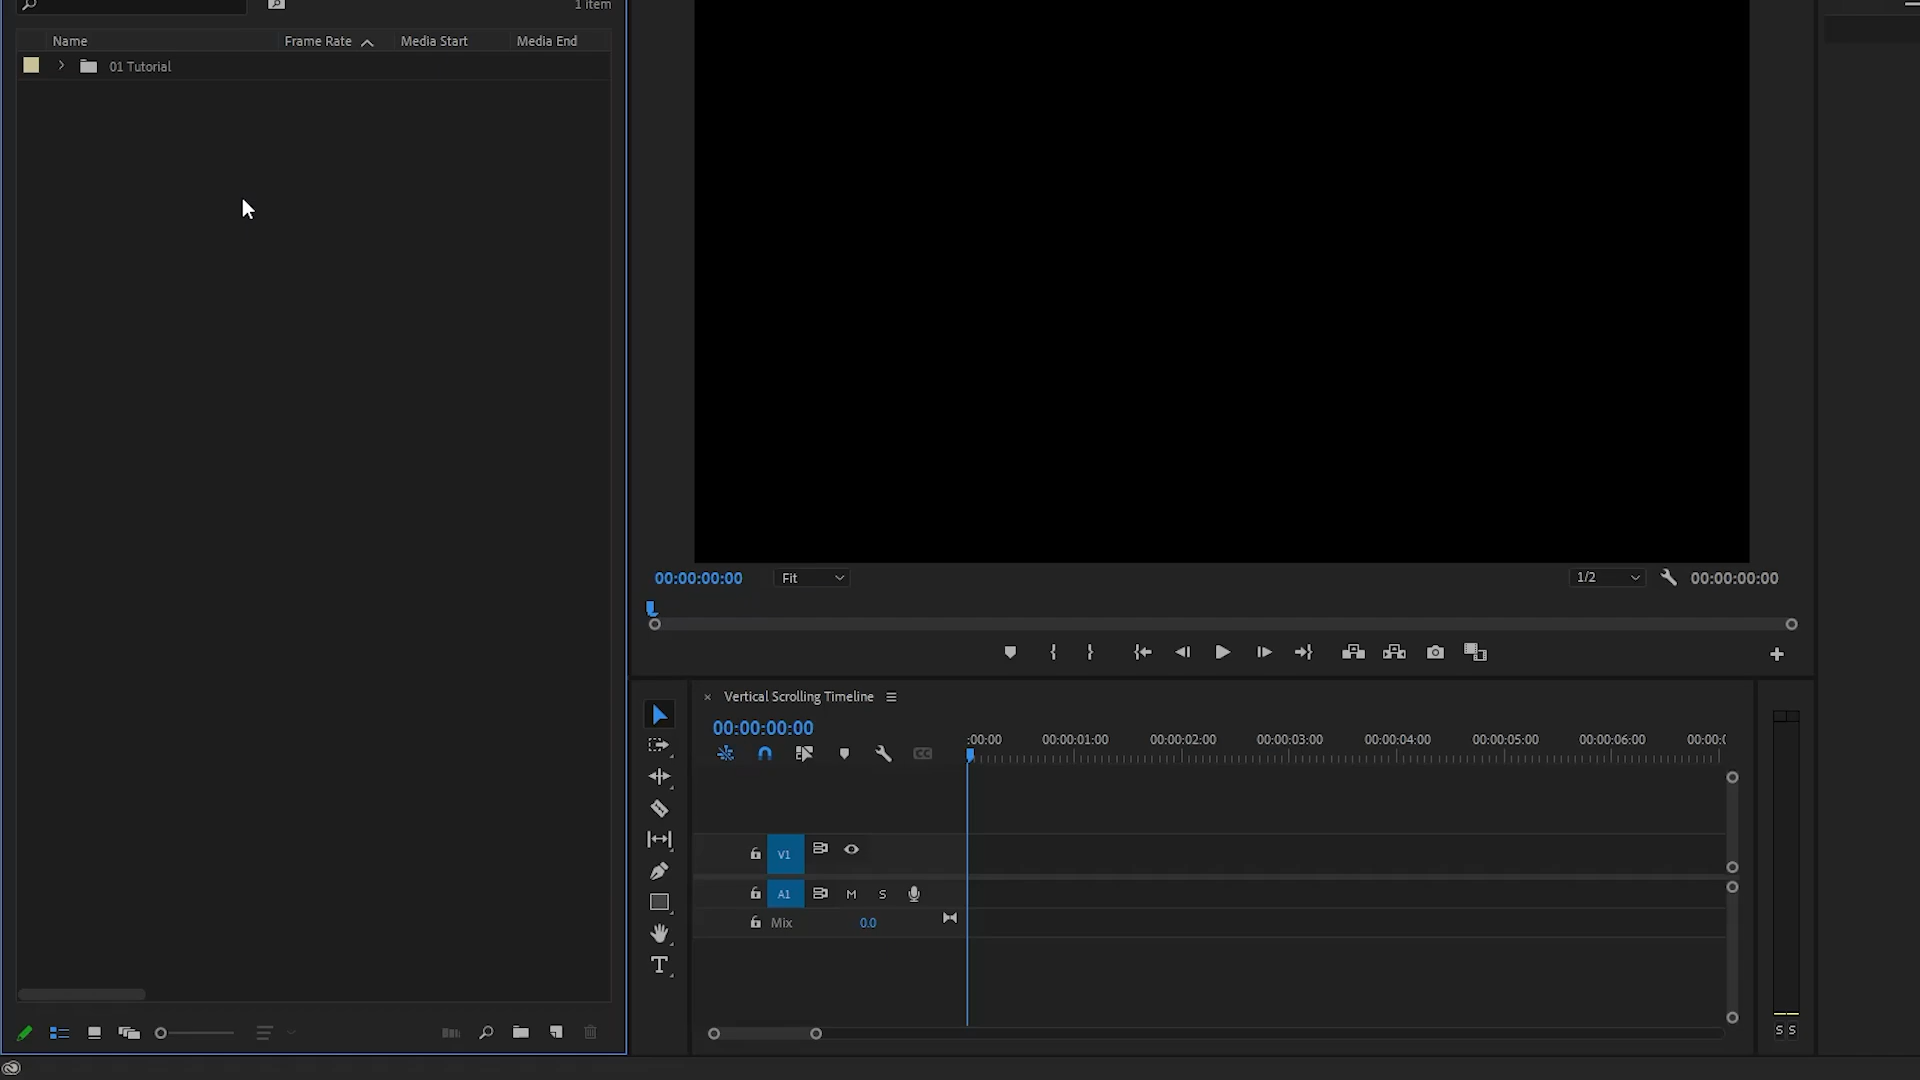 1 item
Name Frame Rate Media Start Media End
01 Tutorial
00:00:00:00 Fit 1/2 00:00:00:00
Vertical Scrolling Timeline
00:00:00:00
:00:00 00:00:01:00 00:00:02:00 00:00:03:00 00:00:04:00 00:00:05:00 00:00:06:00 00:00:0
CC
V1
A1 M S
Mix 0.0
T
S S